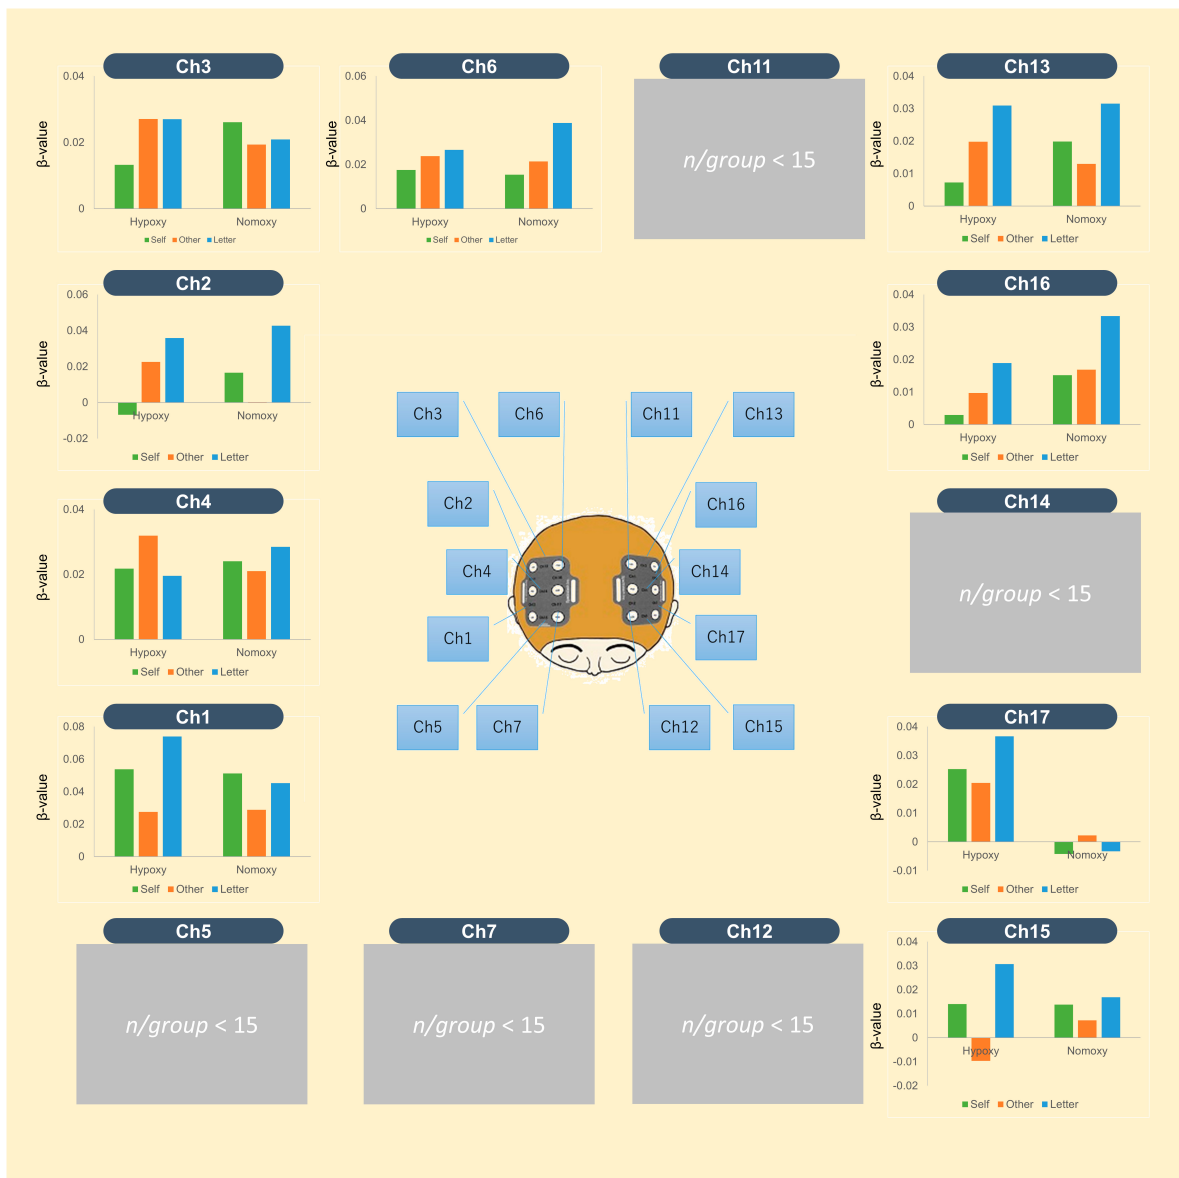 Ch3
0.04
0.02
0
β-value
Hypoxy Nomoxy
Self Other Letter
Ch6
0.06
0.04
0.02
0
β-value
Hypoxy Nomoxy
Self Other Letter
Ch11
n/group < 15
Ch13
0.04
0.03
0.02
0.01
0
β-value
Hypoxy Nomoxy
Self Other Letter
Ch2
0.06
0.04
0.02
0
-0.02
β-value
Hypoxy Nomoxy
Self Other Letter
Ch16
0.04
0.03
0.02
0.01
0
β-value
Hypoxy Nomoxy
Self Other Letter
Ch3 Ch6 Ch11 Ch13
Ch2 Ch16
Ch4 Ch14
Ch1 Ch17
Ch5 Ch7 Ch12 Ch15
Ch4
0.04
0.02
0
β-value
Hypoxy Nomoxy
Self Other Letter
Ch14
n/group < 15
Ch1
0.08
0.06
0.04
0.02
0
β-value
Hypoxy Nomoxy
Self Other Letter
Ch17
0.04
0.03
0.02
0.01
0
-0.01
β-value
Hypoxy Nomoxy
Self Other Letter
Ch5
n/group < 15
Ch7
n/group < 15
Ch12
n/group < 15
Ch15
0.04
0.03
0.02
0.01
0
-0.01
-0.02
β-value
Hypoxy Nomoxy
Self Other Letter